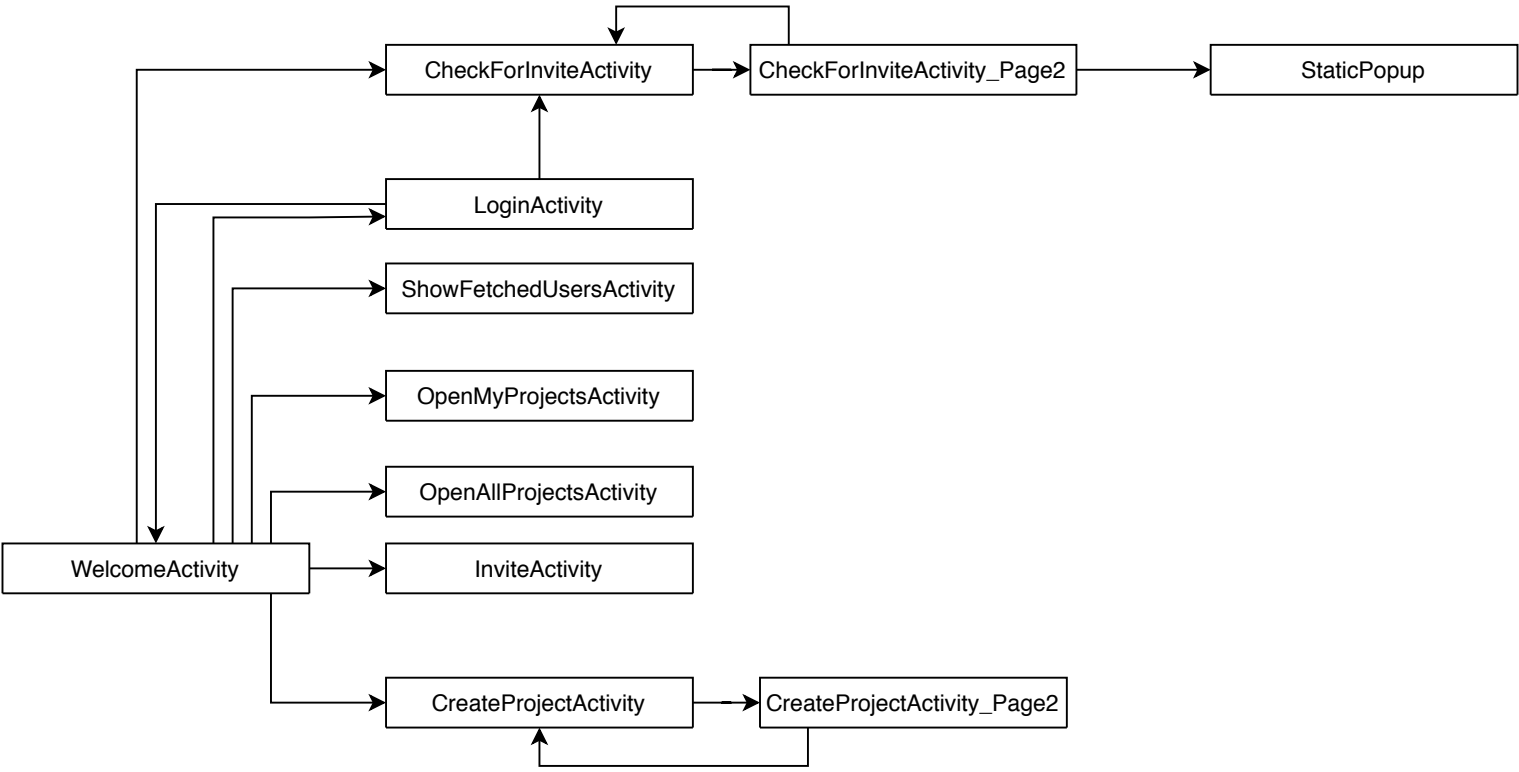 CheckForInviteActivity
CheckForInviteActivity_Page2
StaticPopup
LoginActivity
ShowFetchedUsersActivity
OpenMyProjectsActivity
OpenAllProjectsActivity
WelcomeActivity
InviteActivity
CreateProjectActivity
CreateProjectActivity_Page2